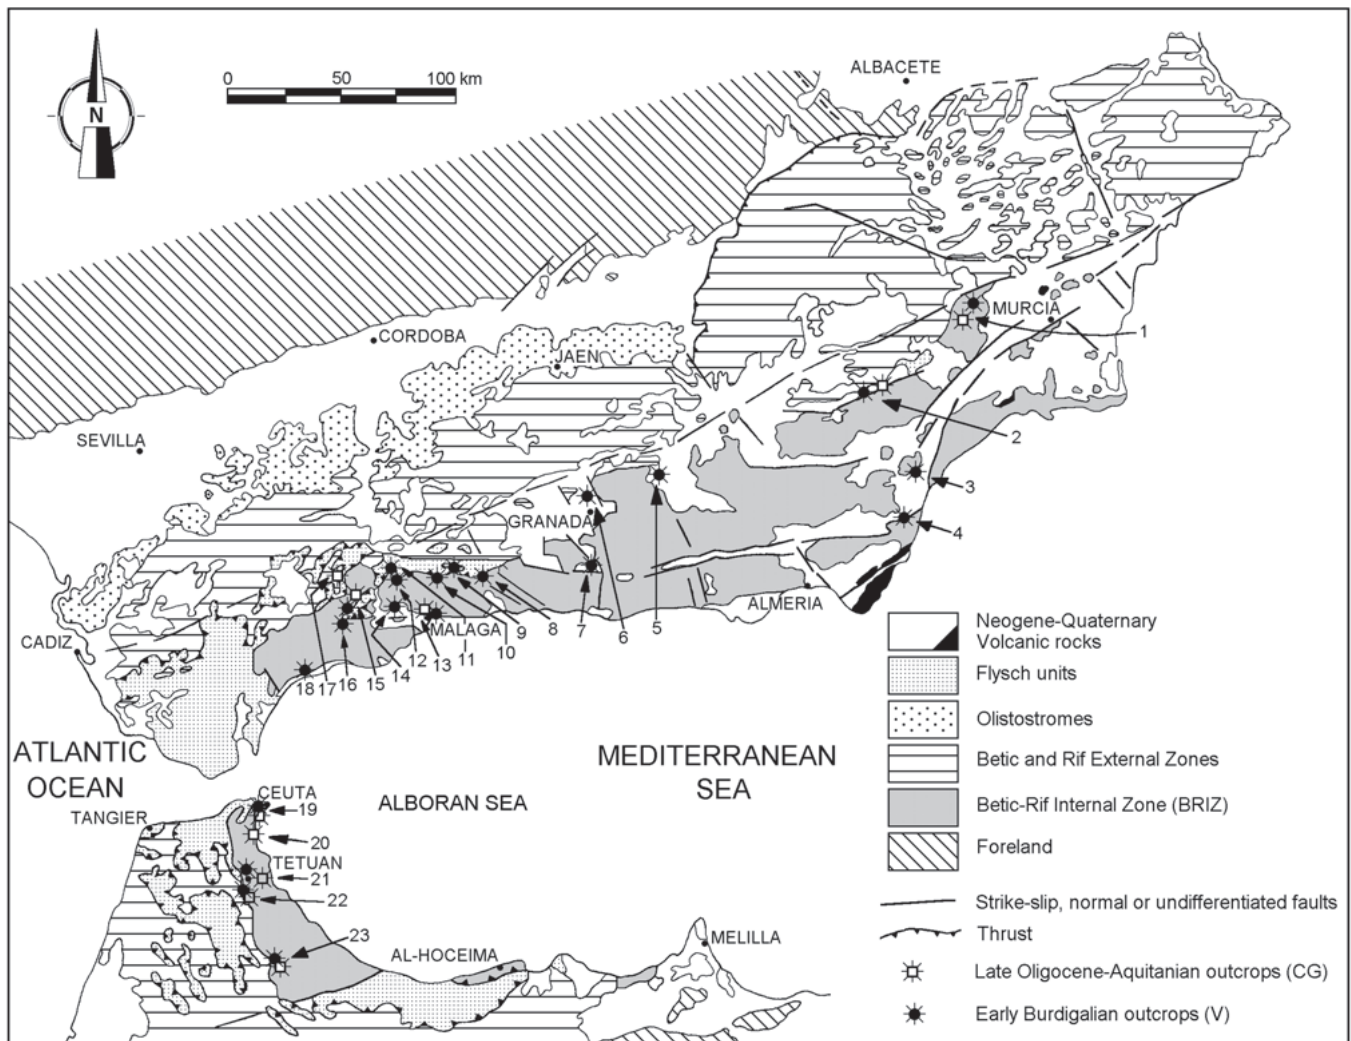 N
0 50 100 km
ALBACETE
MURCIA
1
CORDOBA
JAEN
2
SEVILLA
3
GRANADA
4
ALMERIA
5
6
7
8
9
10
MALAGA
11
12
13
14
15
16
17
18
CADIZ
ATLANTIC
OCEAN
MEDITERRANEAN
SEA
ALBORAN SEA
CEUTA
19
TANGIER
20
TETUAN
21
22
23
AL-HOCEIMA
MELILLA
Neogene-Quaternary
Volcanic rocks
Flysch units
Olistostromes
Betic and Rif External Zones
Betic-Rif Internal Zone (BRIZ)
Foreland
Strike-slip, normal or undifferentiated faults
Thrust
Late Oligocene-Aquitanian outcrops (CG)
Early Burdigalian outcrops (V)